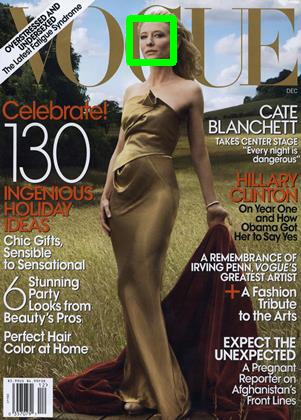 OVERSTRESSED AND
UNDERSEXED
The Latest Fatigue Syndrome
VOGUE
DEC
Celebrate!
130
INGENIOUS
HOLIDAY
IDEAS
Chic Gifts,
Sensible
to Sensational
6 Stunning
Party
Looks from
Beauty's Pros
Perfect Hair
Color at Home
CATE
BLANCHETT
TAKES CENTER STAGE
"Every night is
dangerous"
HILLARY
CLINTON
On Year One
and How
Obama Got
Her to Say Yes
A REMEMBRANCE OF
IRVING PENN, VOGUE'S
GREATEST ARTIST
+A Fashion
Tribute
to the Arts
EXPECT THE
UNEXPECTED
A Pregnant
Reporter on
Afghanistan's
Front Lines